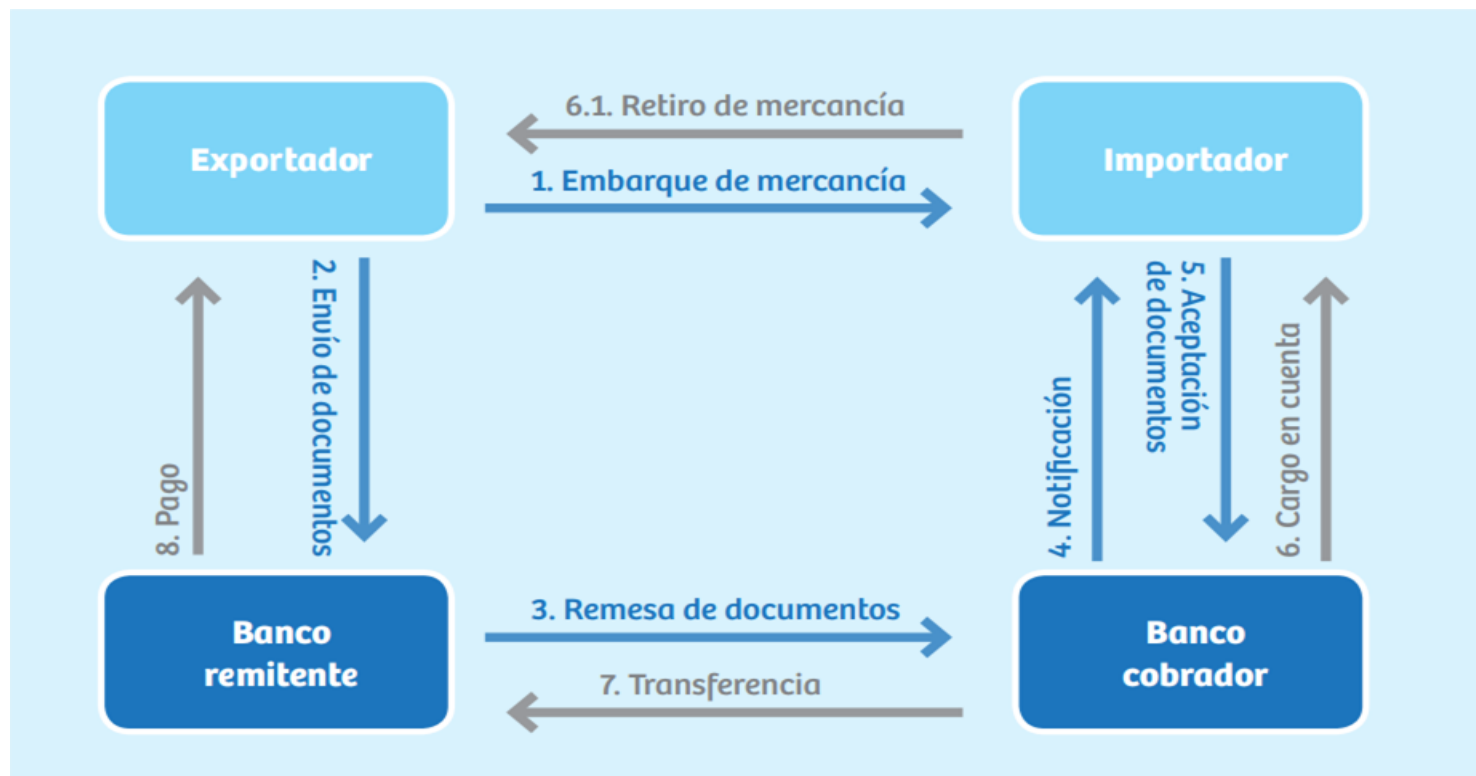 Exportador
6.1. Retiro de mercancía
1. Embarque de mercancía
Importador
8. Pago
2. Envío de documentos
4. Notificación
5. Aceptación
de documentos
6. Cargo en cuenta
Banco
remitente
3. Remesa de documentos
7. Transferencia
Banco
cobrador